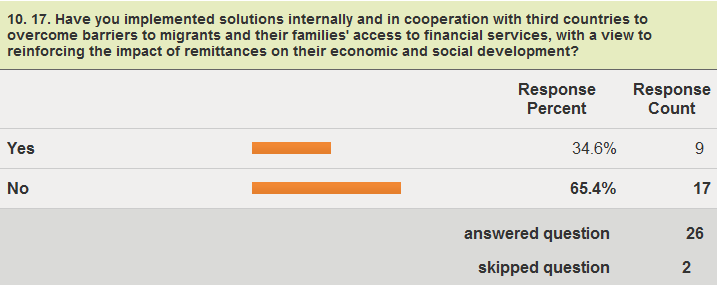 10. 17. Have you implemented solutions internally and in cooperation with third countries to
overcome barriers to migrants and their families' access to financial services, with a view to
reinforcing the impact of remittances on their economic and social development?
Response Percent Response Count
Yes 34.6% 9
No 65.4% 17
answered question 26
skipped question 2